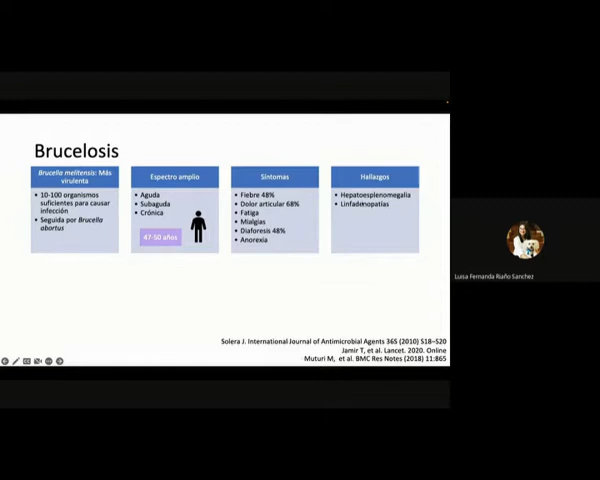 Brucelosis
Brucella melitensis: Más
virulenta
• 10-100 organismos
suficientes para causar
infección
• Seguida por Brucella
abortus
Espectro amplio
• Aguda
• Subaguda
• Crónica
47-50 años
Síntomas
• Fiebre 48%
• Dolor articular 68%
• Fatiga
• Mialgias
• Diaforesis 48%
• Anorexia
Hallazgos
• Hepatoesplenomegalia
• Linfadenopatías
Solera J. International Journal of Antimicrobial Agents 36S (2010) S18–S20
Jamir T, et al. Lancet. 2020. Online
Muturi M, et al. BMC Res Notes (2018) 11:865
Luisa Fernanda Riaño Sanchez